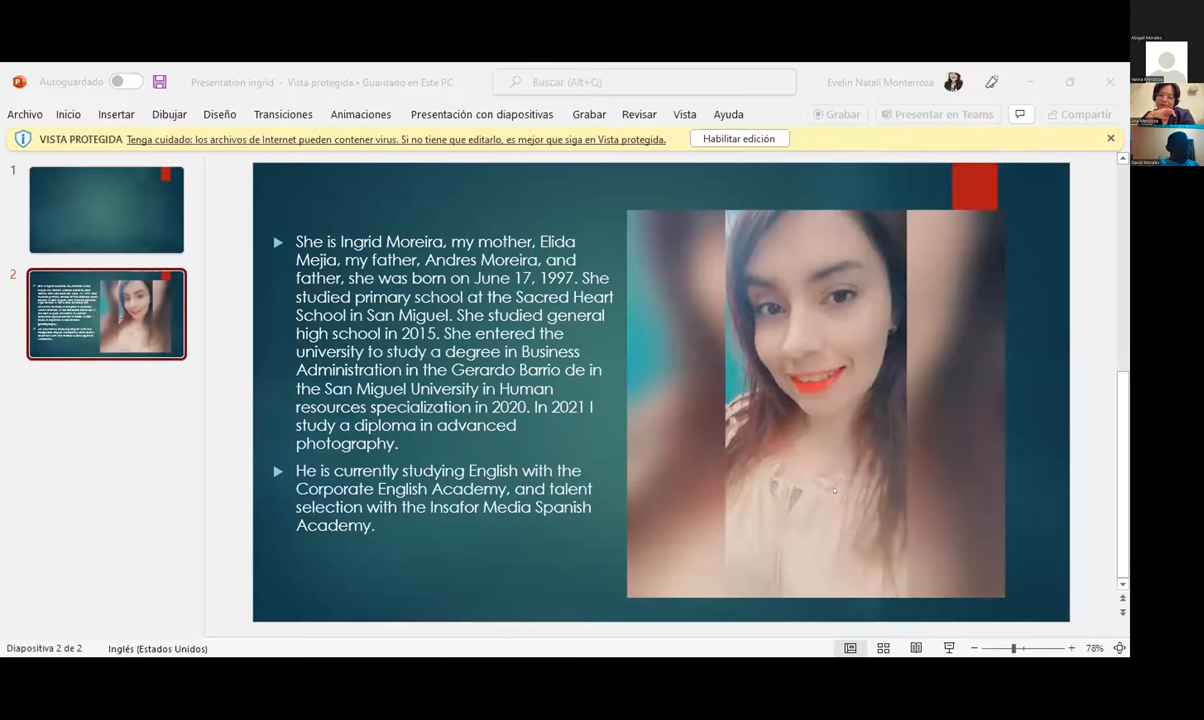 Abigail Morales
Autoguardado
Presentation ingrid - Vista protegida • Guardado en Este PC
Buscar (Alt+Q)
Evelin Natali Monterroza
Yanira Mendoza
Archivo Inicio Insertar Dibujar Diseño Transiciones Animaciones Presentación con diapositivas Grabar Revisar Vista Ayuda
Grabar Presentar en Teams Compartir
Ana Mendoza
VISTA PROTEGIDA Tenga cuidado: los archivos de Internet pueden contener virus. Si no tiene que editarlo, es mejor que siga en Vista protegida. Habilitar edición
David Morales
1
2
She is Ingrid Moreira, my mother, Elida
Mejia, my father, Andres Moreira, and
father, she was born on June 17, 1997. She
studied primary school at the Sacred Heart
School in San Miguel. She studied general
high school in 2015. She entered the
university to study a degree in Business
Administration in the Gerardo Barrio de in
the San Miguel University in Human
resources specialization in 2020. In 2021 I
study a diploma in advanced
photography.
He is currently studying English with the
Corporate English Academy, and talent
selection with the Insafor Media Spanish
Academy.
Diapositiva 2 de 2 Inglés (Estados Unidos)
78%